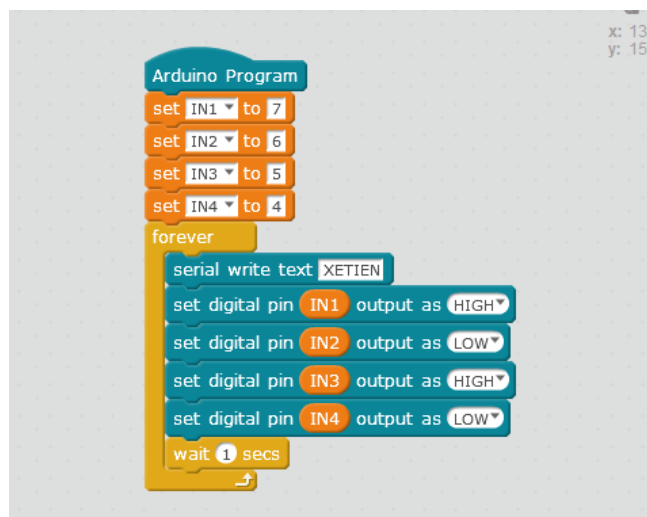 x: 13
y: 15
Arduino Program
set IN1 to 7
set IN2 to 6
set IN3 to 5
set IN4 to 4
forever
serial write text XETIEN
set digital pin IN1 output as HIGH
set digital pin IN2 output as LOW
set digital pin IN3 output as HIGH
set digital pin IN4 output as LOW
wait 1 secs